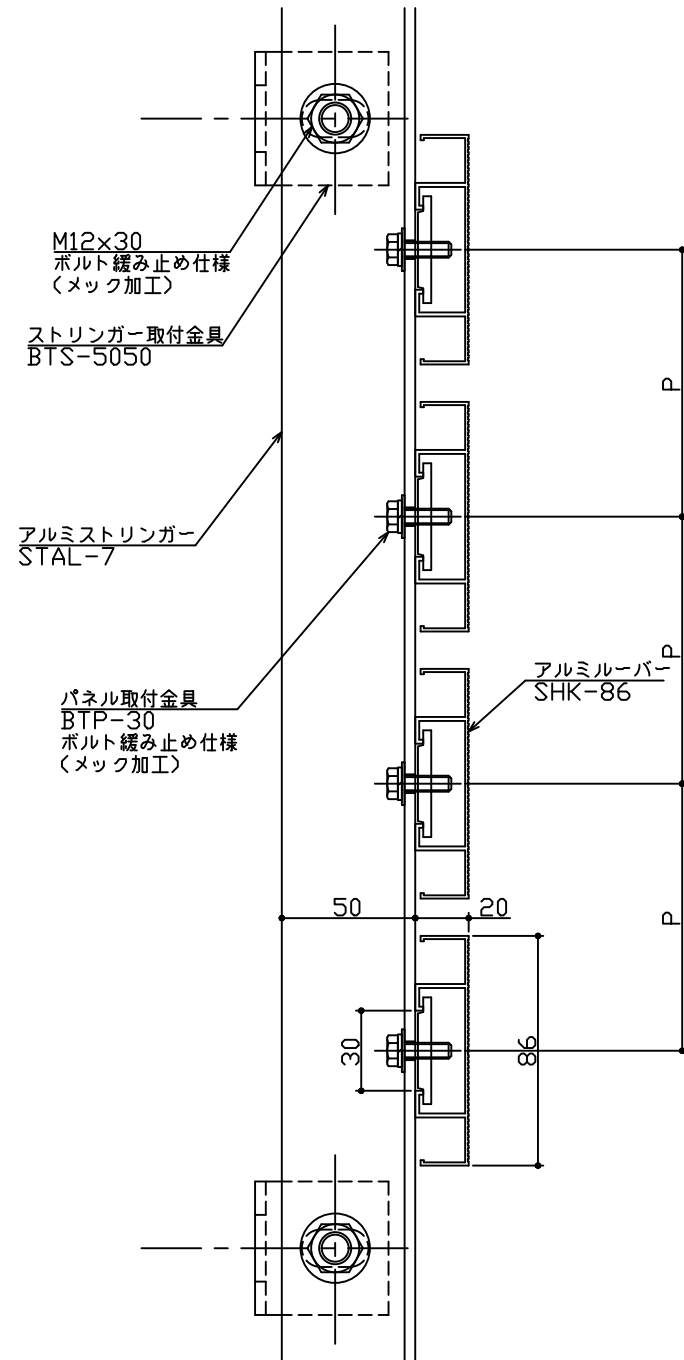 M12x30
ボルト緩み止め仕様
(メック加工)
ストリンガー取付金具
BTS-5050
P
アルミストリンガー
STAL-7
P
アルミルーバー
SHK-86
パネル取付金具
BTP-30
ボルト緩み止め仕様
(メック加工)
50
20
P
30
86